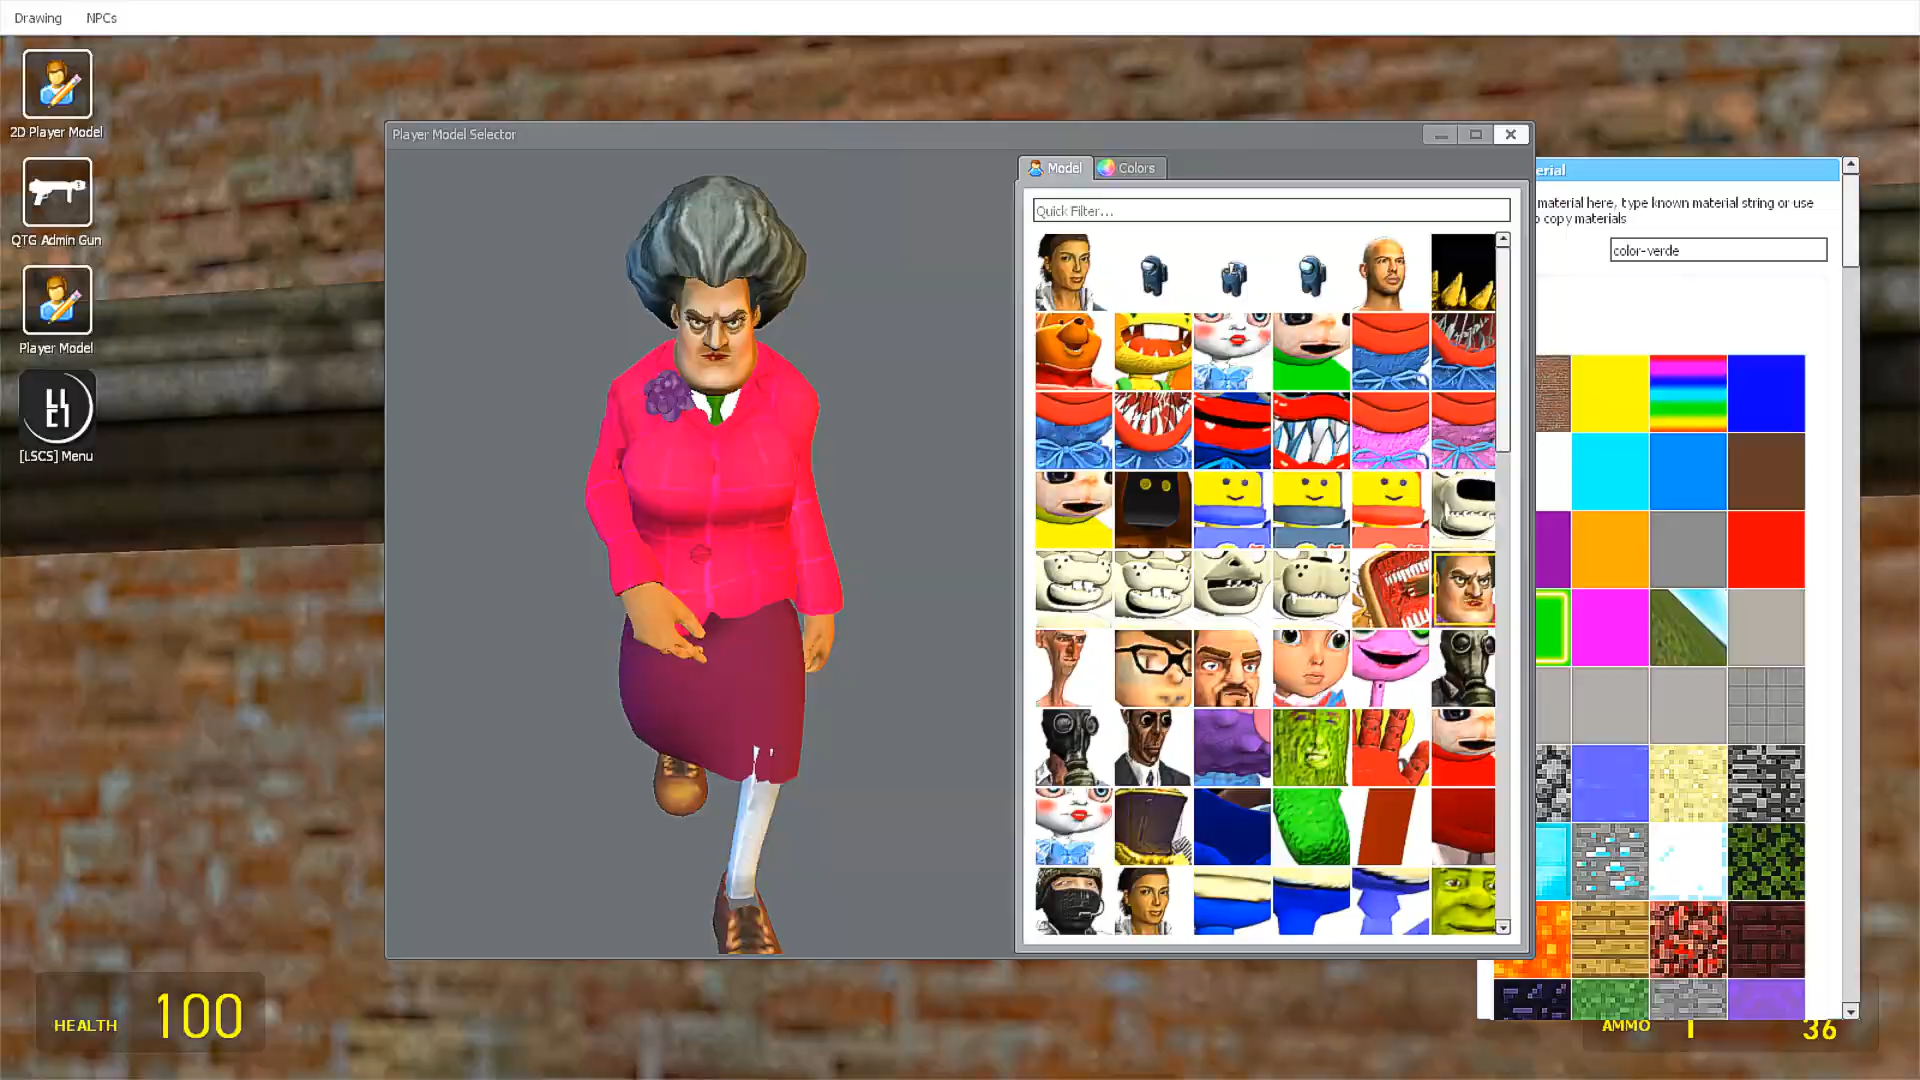 Drawing NPCs
2D Player Model
QTG Admin Gun
Player Model
[LSCS] Menu
Player Model Selector
Model Colors
Quick Filter...
erial
material here, type known material string or use
copy materials
color-verde
HEALTH 100
AMMO 1 36